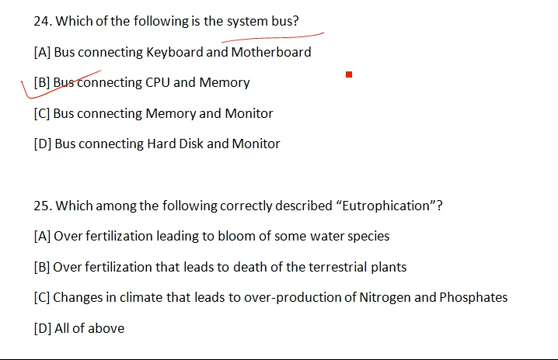 24. Which of the following is the system bus?
[A] Bus connecting Keyboard and Motherboard
[B] Bus connecting CPU and Memory
[C] Bus connecting Memory and Monitor
[D] Bus connecting Hard Disk and Monitor
25. Which among the following correctly described “Eutrophication”?
[A] Over fertilization leading to bloom of some water species
[B] Over fertilization that leads to death of the terrestrial plants
[C] Changes in climate that leads to over-production of Nitrogen and Phosphates
[D] All of above